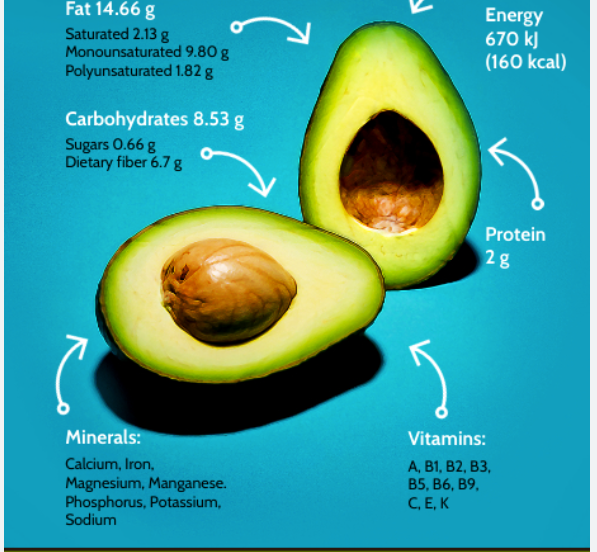 Fat 14.66 g
Saturated 2.13 g
Monounsaturated 9.80 g
Polyunsaturated 1.82 g
Energy
670 kJ
(160 kcal)
Carbohydrates 8.53 g
Sugars 0.66 g
Dietary fiber 6.7 g
Protein
2 g
Minerals:
Calcium, Iron,
Magnesium, Manganese.
Phosphorus, Potassium,
Sodium
Vitamins:
A, B1, B2, B3,
B5, B6, B9,
C, E, K